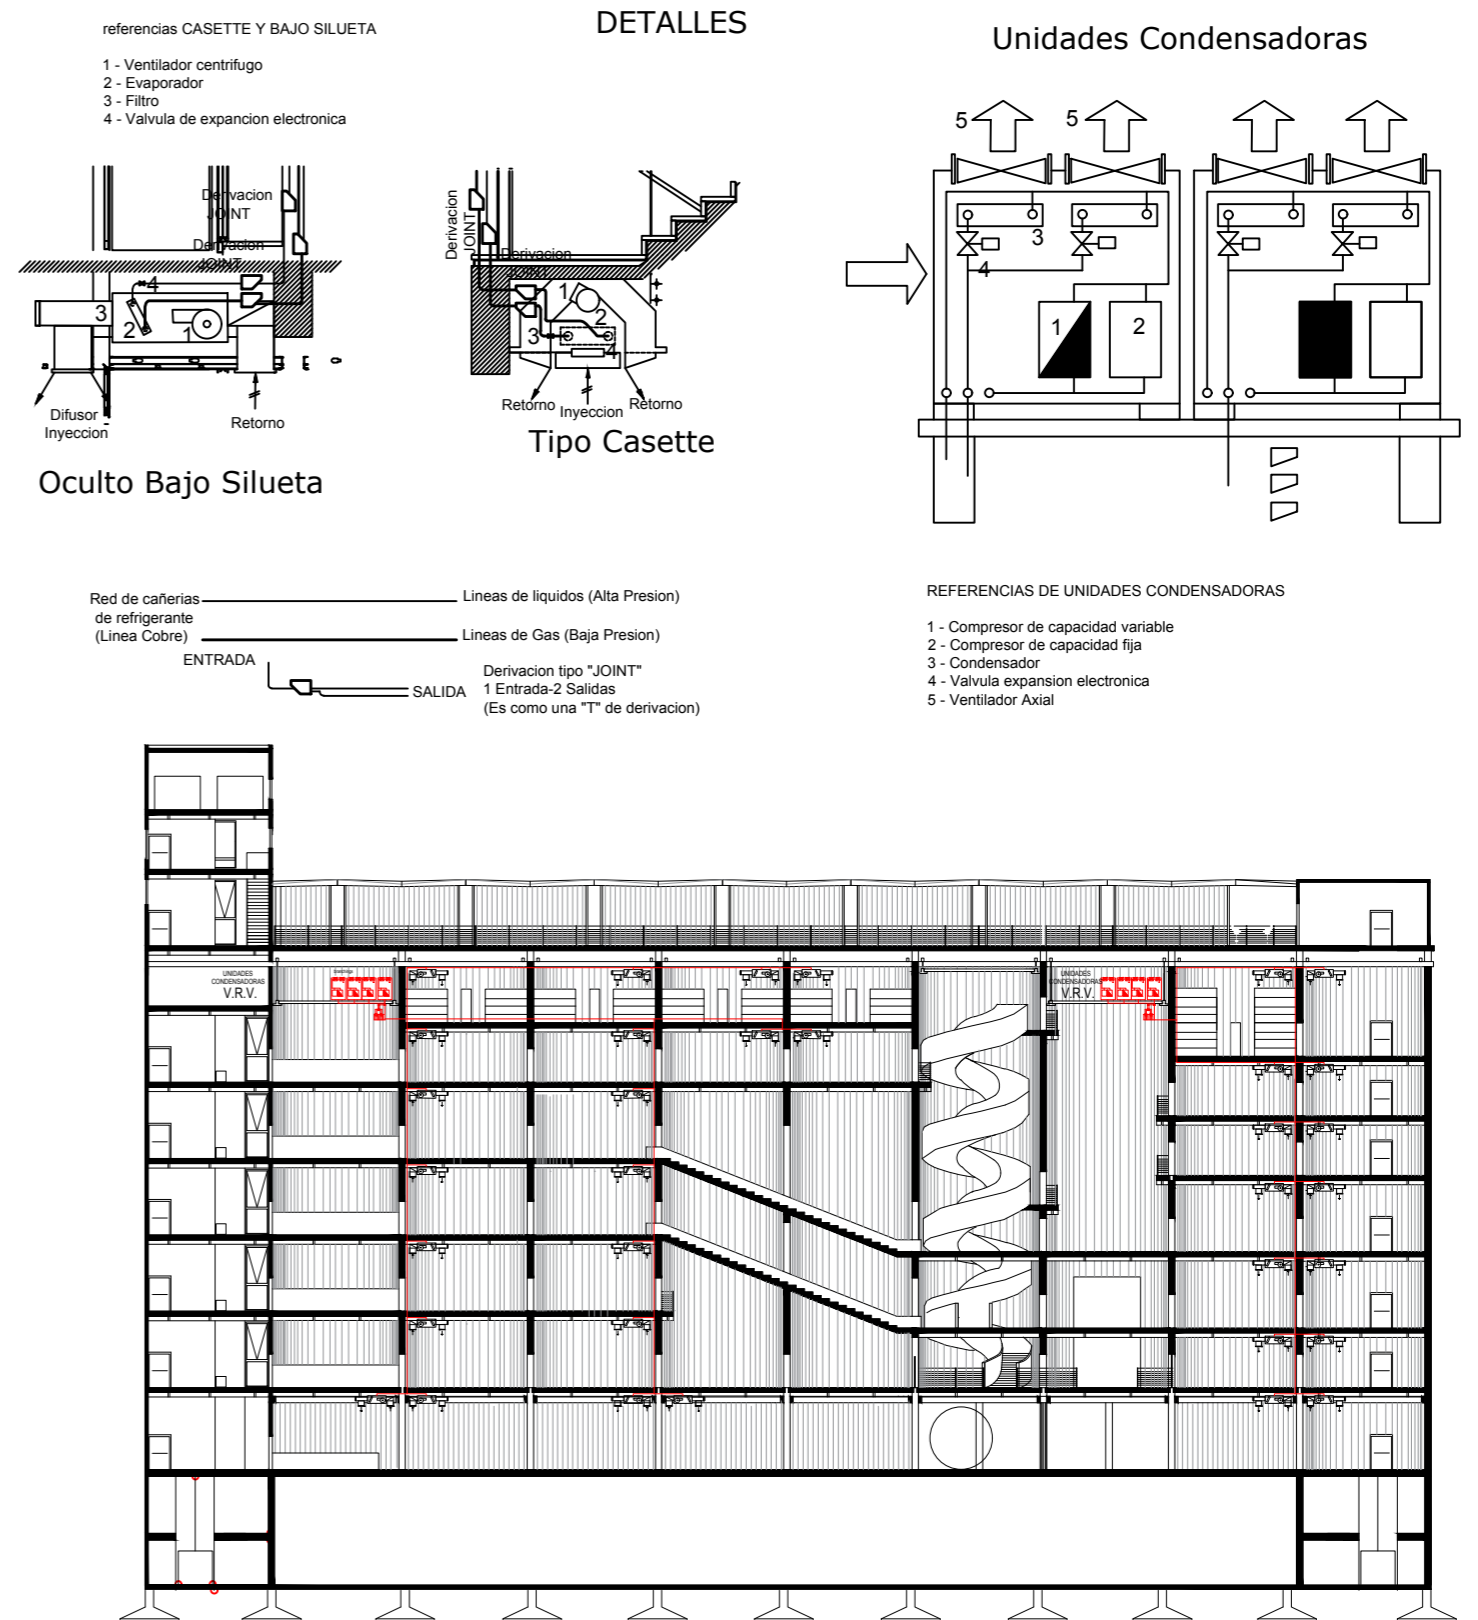 DETALLES
referencias CASETTE Y BAJO SILUETA
1 - Ventilador centrifugo
2 - Evaporador
3 - Filtro
4 - Valvula de expancion electronica
Derivacion
JOINT
Derivacion
JOINT
4
3
2
1
Difusor
Inyeccion
Retorno
Oculto Bajo Silueta
Derivacion
JOINT
Derivacion
JOINT
1
2
3
4
Retorno
Inyeccion
Retorno
Tipo Casette
Unidades Condensadoras
5
5
3
4
1
2
Red de cañerias
de refrigerante
(Linea Cobre)
Lineas de liquidos (Alta Presion)
Lineas de Gas (Baja Presion)
ENTRADA
SALIDA
Derivacion tipo "JOINT"
1 Entrada-2 Salidas
(Es como una "T" de derivacion)
REFERENCIAS DE UNIDADES CONDENSADORAS
1 - Compresor de capacidad variable
2 - Compresor de capacidad fija
3 - Condensador
4 - Valvula expansion electronica
5 - Ventilador Axial
UNIDADES
CONDENSADORAS
V.R.V.
UNIDADES
CONDENSADORAS
V.R.V.